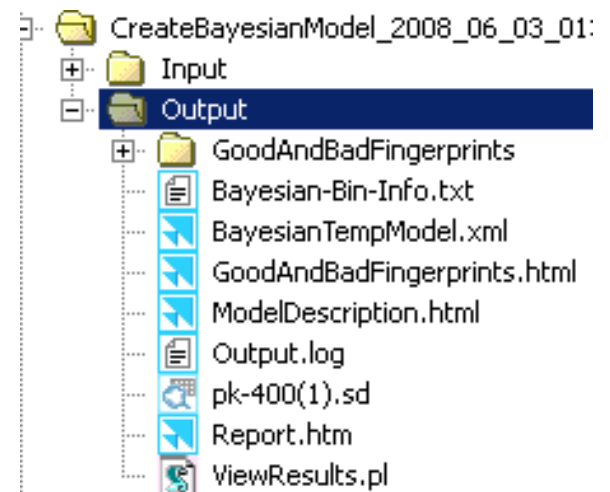 CreateBayesianModel_2008_06_03_01
Input
Output
GoodAndBadFingerprints
Bayesian-Bin-Info.txt
BayesianTempModel.xml
GoodAndBadFingerprints.html
ModelDescription.html
Output.log
pk-400(1).sd
Report.htm
ViewResults.pl